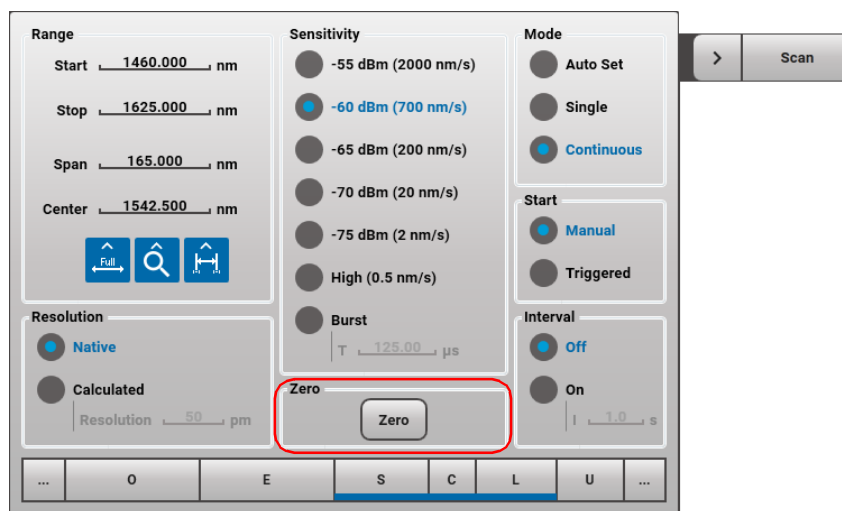 Range
Start 1460.000 nm
Stop 1625.000 nm
Span 165.000 nm
Center 1542.500 nm
Full
Resolution
Native
Calculated
Resolution 50 pm
Sensitivity
-55 dBm (2000 nm/s)
-60 dBm (700 nm/s)
-65 dBm (200 nm/s)
-70 dBm (20 nm/s)
-75 dBm (2 nm/s)
High (0.5 nm/s)
Burst
T 125.00 µs
Zero
Zero
Mode
Auto Set
Single
Continuous
Start
Manual
Triggered
Interval
Off
On
I 1.0 s
... O E S C L U ...
> Scan